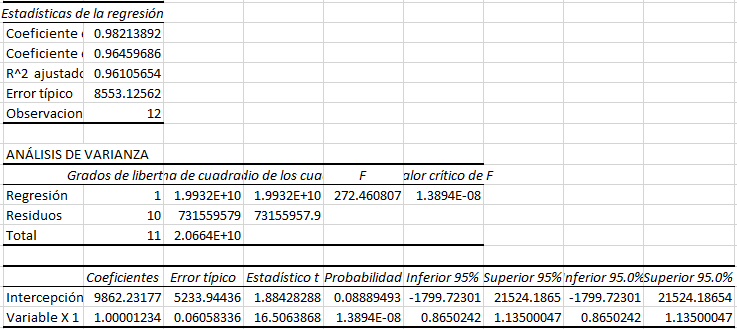 Estadísticas de la regresión
Coeficiente 0.98213892
Coeficiente 0.96459686
R^2 ajustado 0.96105654
Error típico 8553.12562
Observacion 12
ANÁLISIS DE VARIANZA
Grados de libert na de cuadra dio de los cua F alor crítico de F
Regresión 1 1.9932E+10 1.9932E+10 272.460807 1.3894E-08
Residuos 10 731559579 73155957.9
Total 11 2.0664E+10
Coeficientes Error típico Estadístico t Probabilidad Inferior 95% Superior 95% nferior 95.0% Superior 95.0%
Intercepción 9862.23177 5233.94436 1.88428288 0.08889493 -1799.72301 21524.1865 -1799.72301 21524.18654
Variable X 1 1.00001234 0.06058336 16.5063868 1.3894E-08 0.8650242 1.13500047 0.8650242 1.13500047